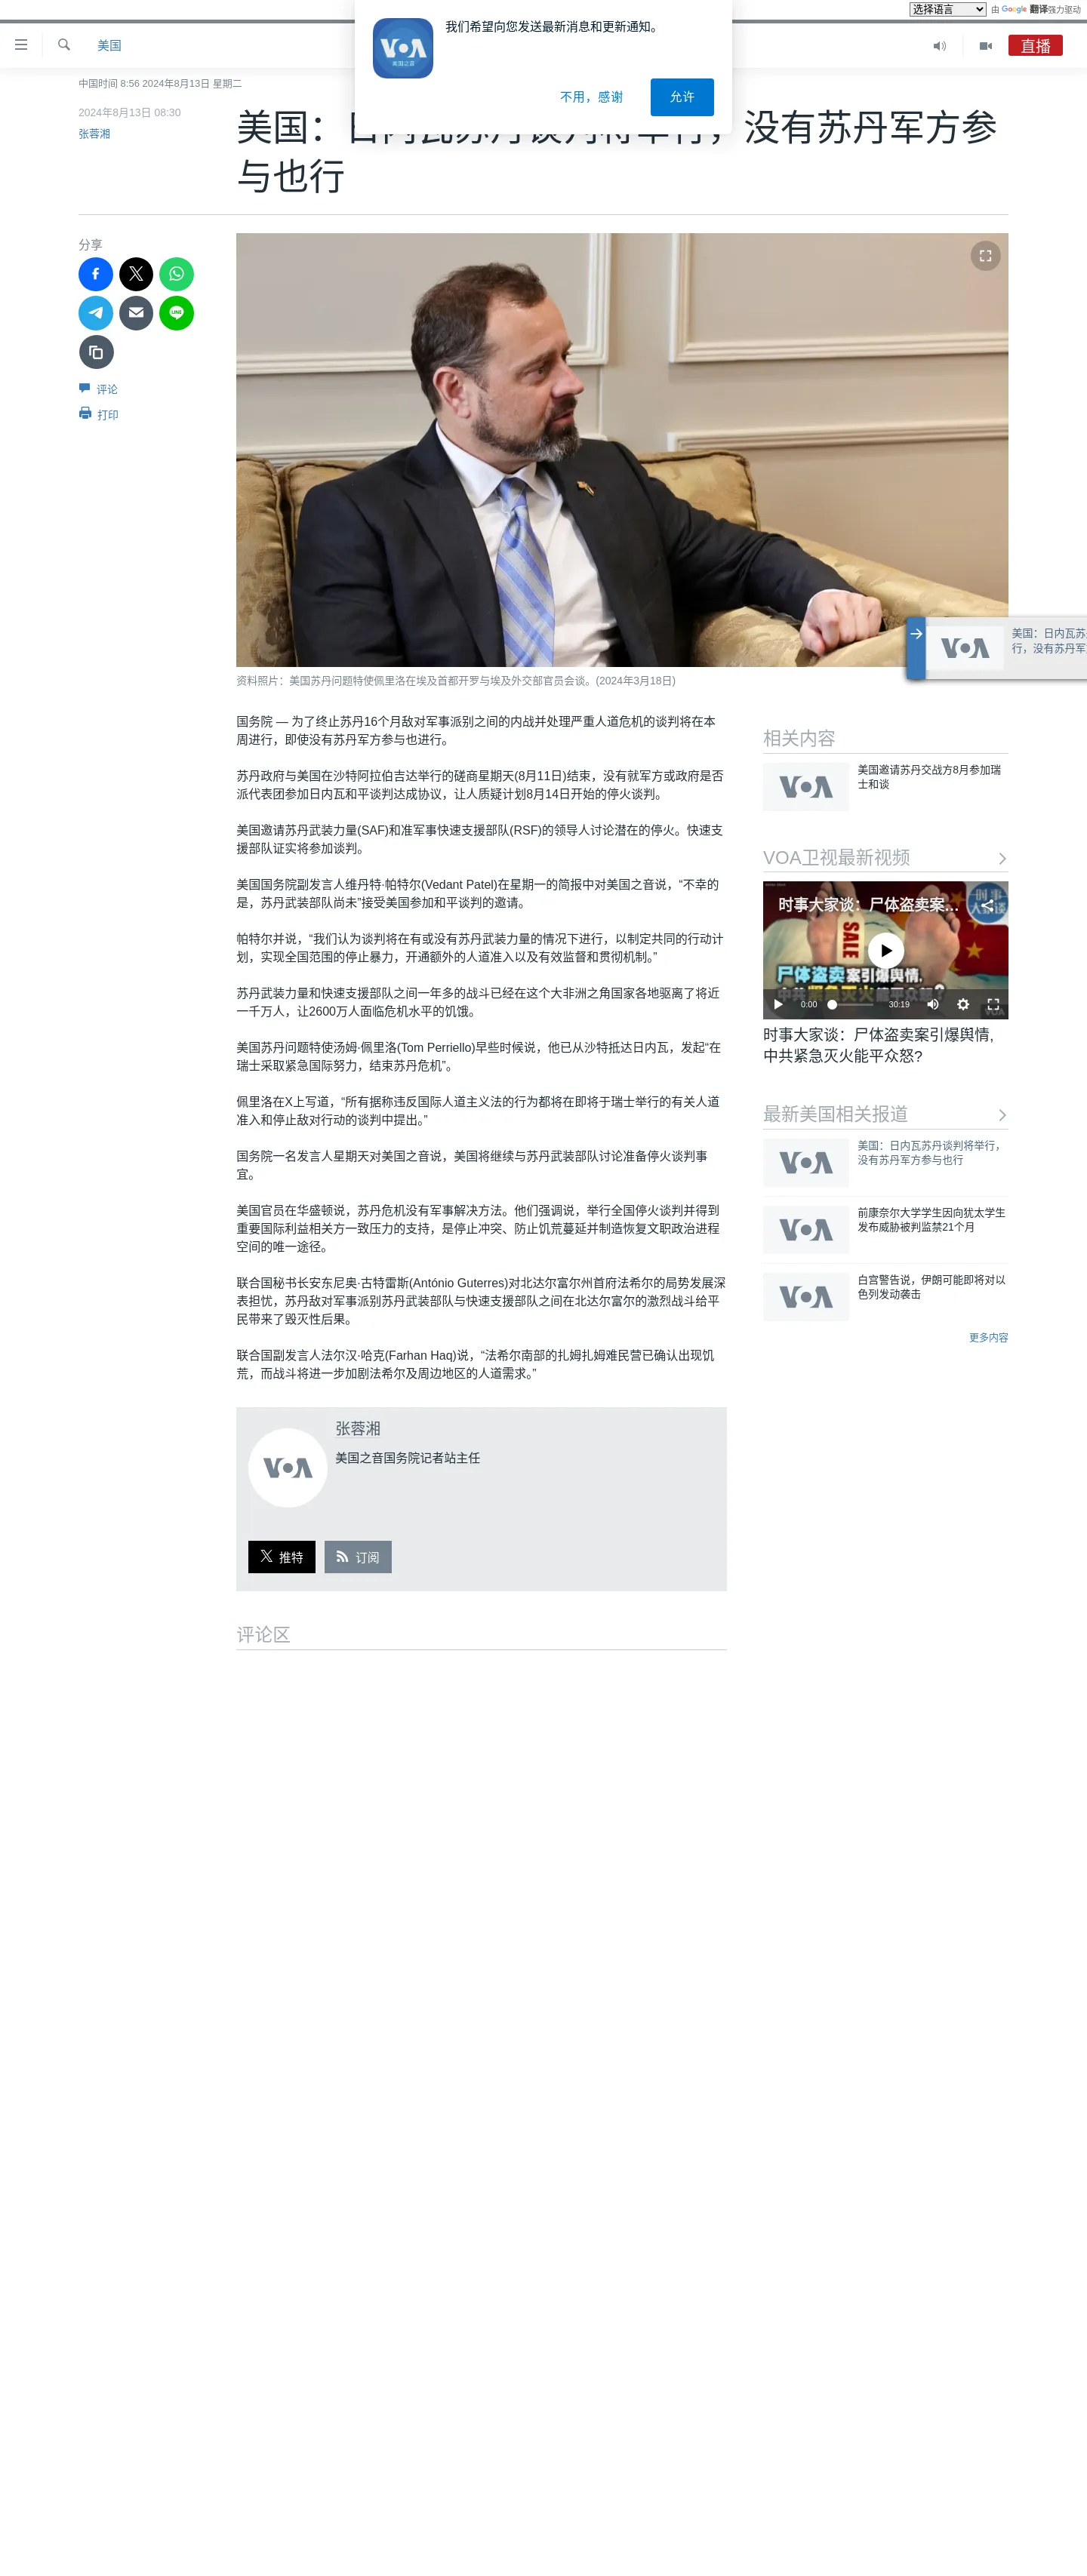 选择语言
由 Google 翻译强力驱动
美国
直播
VOA
美国之音
我们希望向您发送最新消息和更新通知。
不用，感谢
允许
中国时间 8:56 2024年8月13日 星期二
2024年8月13日 08:30
张蓉湘
美国：日内瓦苏丹谈判将举行，没有苏丹军方参
与也行
分享
LINE
评论
打印
美国：日内瓦苏
行，没有苏丹军
VOA
资料照片：美国苏丹问题特使佩里洛在埃及首都开罗与埃及外交部官员会谈。(2024年3月18日)
国务院 — 为了终止苏丹16个月敌对军事派别之间的内战并处理严重人道危机的谈判将在本
周进行，即使没有苏丹军方参与也进行。
苏丹政府与美国在沙特阿拉伯吉达举行的磋商星期天(8月11日)结束，没有就军方或政府是否
派代表团参加日内瓦和平谈判达成协议，让人质疑计划8月14日开始的停火谈判。
美国邀请苏丹武装力量(SAF)和准军事快速支援部队(RSF)的领导人讨论潜在的停火。快速支
援部队证实将参加谈判。
美国国务院副发言人维丹特·帕特尔(Vedant Patel)在星期一的简报中对美国之音说，“不幸的
是，苏丹武装部队尚未”接受美国参加和平谈判的邀请。
帕特尔并说，“我们认为谈判将在有或没有苏丹武装力量的情况下进行，以制定共同的行动计
划，实现全国范围的停止暴力，开通额外的人道准入以及有效监督和贯彻机制。”
苏丹武装力量和快速支援部队之间一年多的战斗已经在这个大非洲之角国家各地驱离了将近
一千万人，让2600万人面临危机水平的饥饿。
美国苏丹问题特使汤姆·佩里洛(Tom Perriello)早些时候说，他已从沙特抵达日内瓦，发起“在
瑞士采取紧急国际努力，结束苏丹危机”。
佩里洛在X上写道，“所有据称违反国际人道主义法的行为都将在即将于瑞士举行的有关人道
准入和停止敌对行动的谈判中提出。”
国务院一名发言人星期天对美国之音说，美国将继续与苏丹武装部队讨论准备停火谈判事
宜。
美国官员在华盛顿说，苏丹危机没有军事解决方法。他们强调说，举行全国停火谈判并得到
重要国际利益相关方一致压力的支持，是停止冲突、防止饥荒蔓延并制造恢复文职政治进程
空间的唯一途径。
联合国秘书长安东尼奥·古特雷斯(António Guterres)对北达尔富尔州首府法希尔的局势发展深
表担忧，苏丹敌对军事派别苏丹武装部队与快速支援部队之间在北达尔富尔的激烈战斗给平
民带来了毁灭性后果。
联合国副发言人法尔汉·哈克(Farhan Haq)说，“法希尔南部的扎姆扎姆难民营已确认出现饥
荒，而战斗将进一步加剧法希尔及周边地区的人道需求。”
张蓉湘
美国之音国务院记者站主任
VOA
推特
订阅
评论区
相关内容
VOA
美国邀请苏丹交战方8月参加瑞
士和谈
VOA卫视最新视频
时事大家谈：尸体盗卖案...
时事
大家谈
SALE
尸体盗卖案引爆舆情,
0:00
30:19
VOA
时事大家谈：尸体盗卖案引爆舆情,
中共紧急灭火能平众怒?
最新美国相关报道
VOA
美国：日内瓦苏丹谈判将举行，
没有苏丹军方参与也行
VOA
前康奈尔大学学生因向犹太学生
发布威胁被判监禁21个月
VOA
白宫警告说，伊朗可能即将对以
色列发动袭击
更多内容